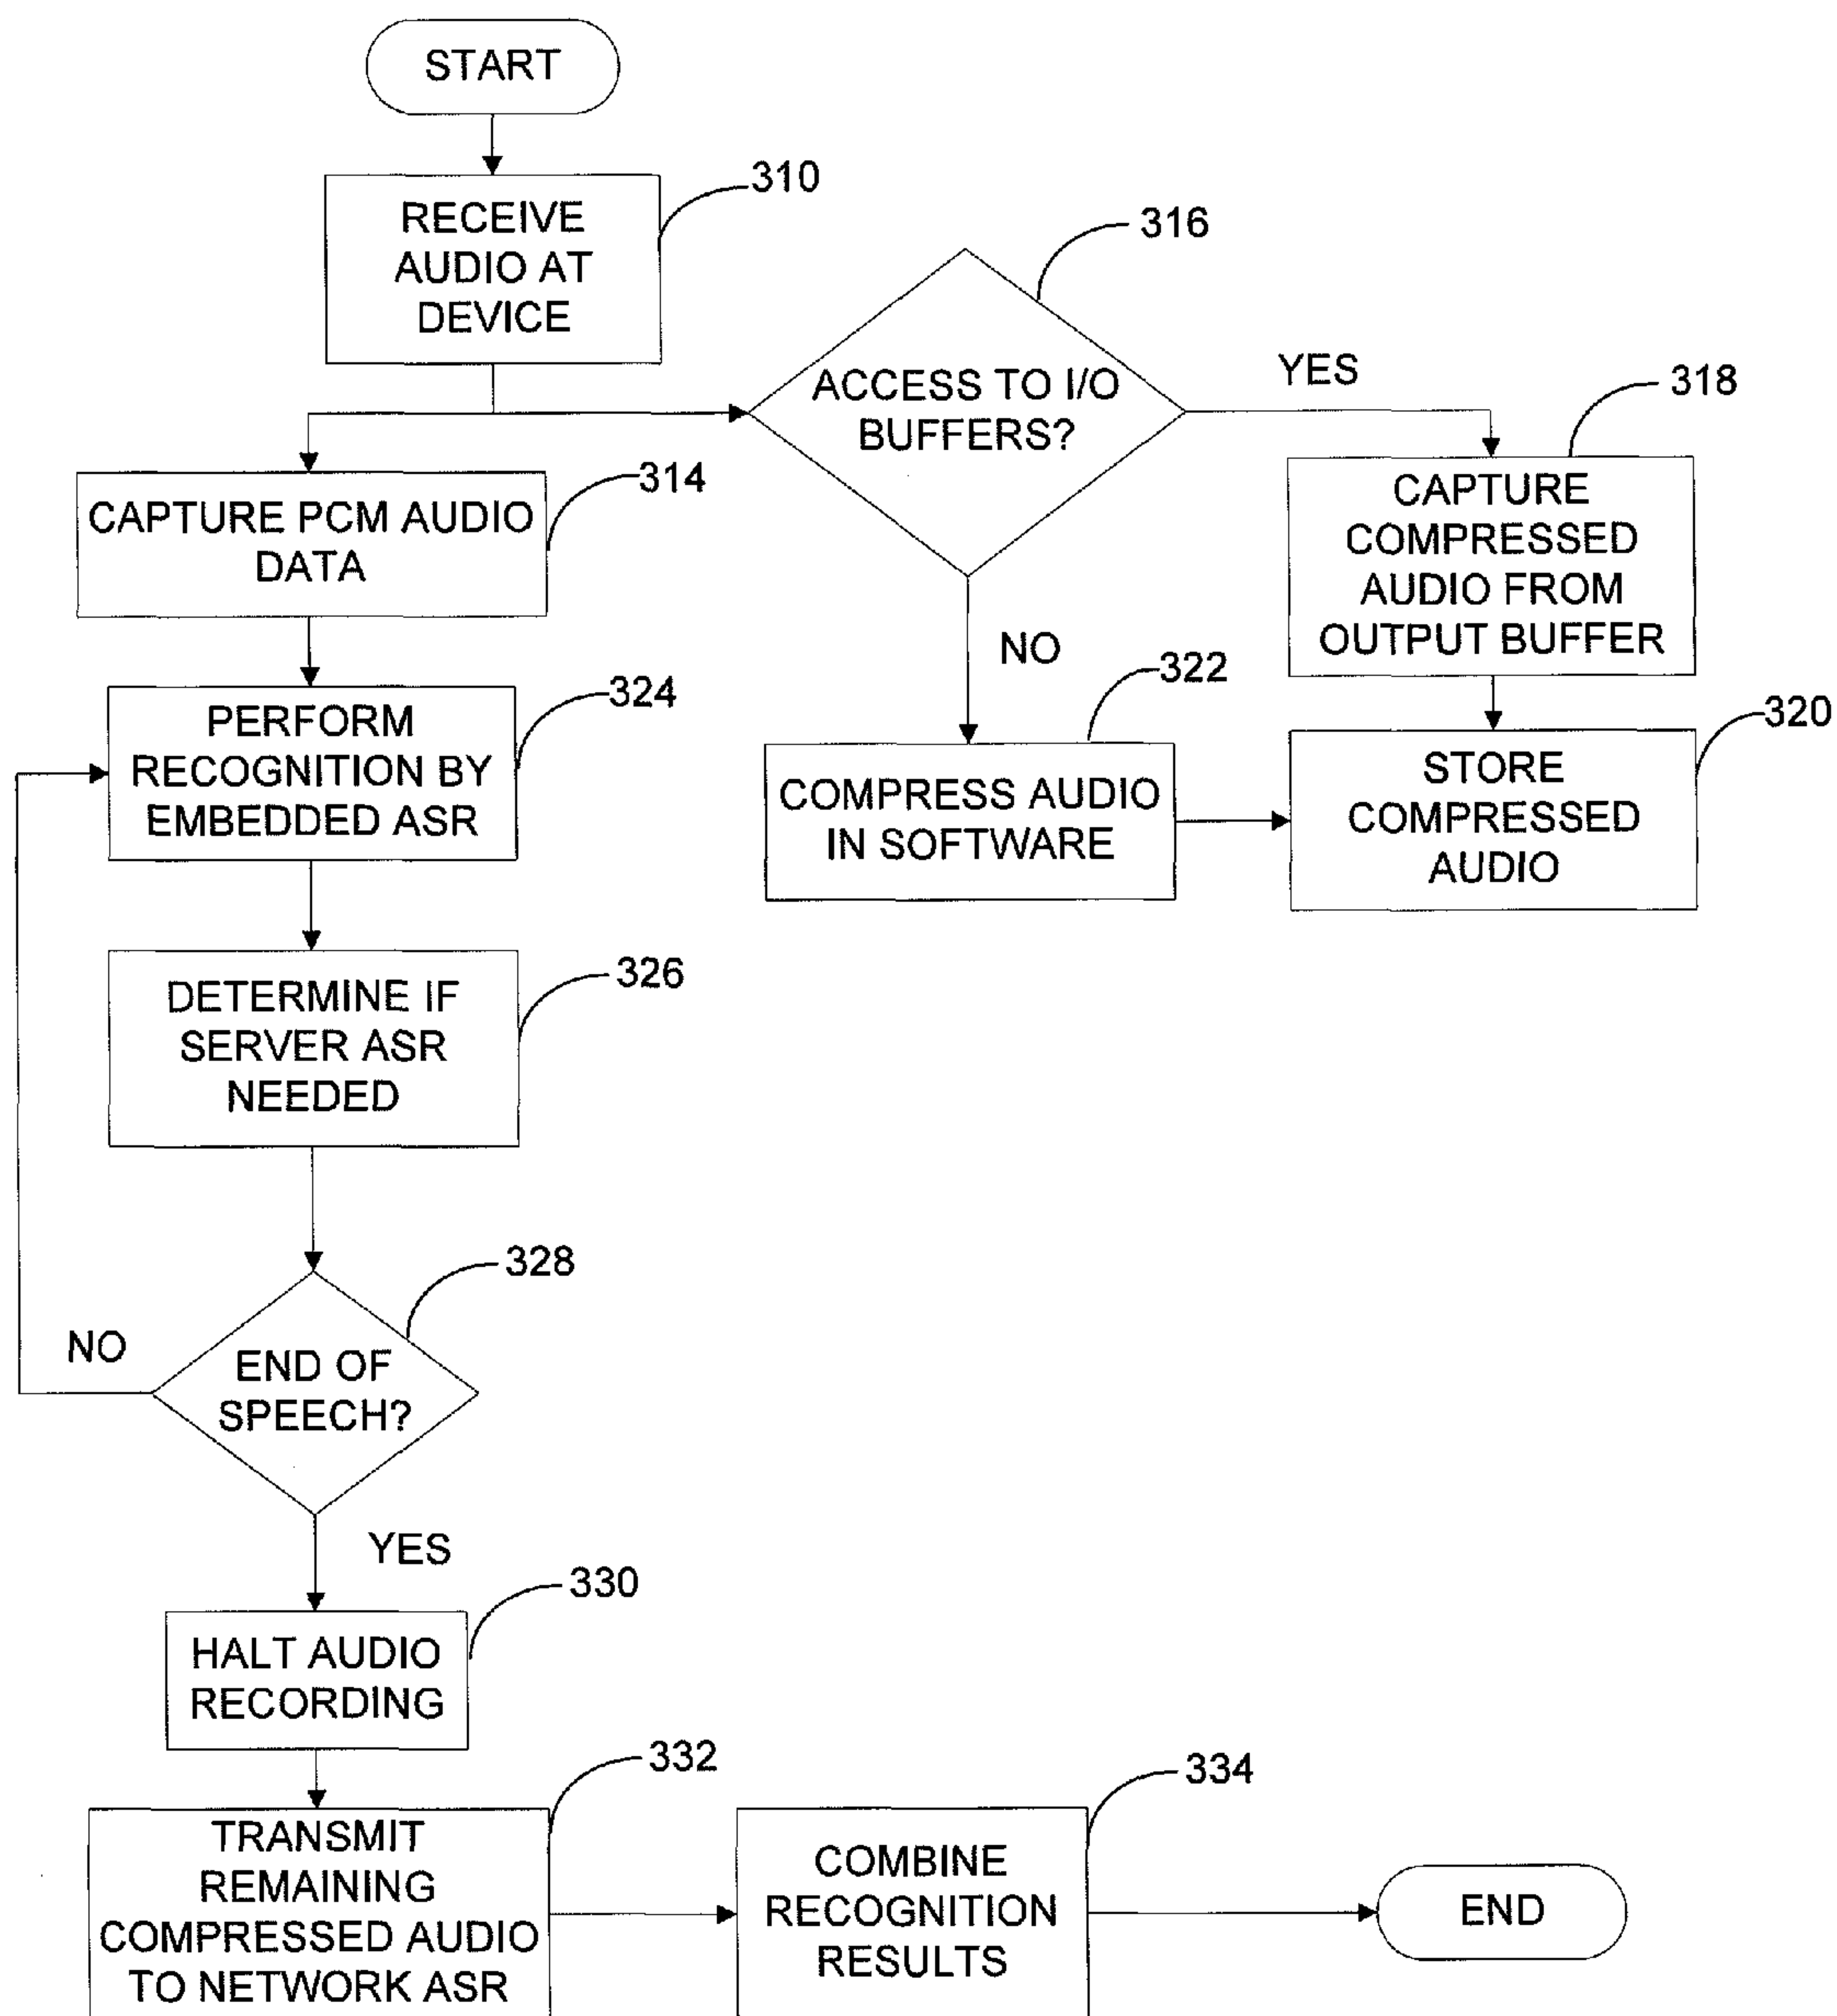 START
310
RECEIVE
AUDIO AT
DEVICE
316
ACCESS TO I/O
BUFFERS?
YES
318
CAPTURE
COMPRESSED
AUDIO FROM
OUTPUT BUFFER
314
CAPTURE PCM AUDIO
DATA
NO
322
COMPRESS AUDIO
IN SOFTWARE
320
STORE
COMPRESSED
AUDIO
324
PERFORM
RECOGNITION BY
EMBEDDED ASR
326
DETERMINE IF
SERVER ASR
NEEDED
328
NO
END OF
SPEECH?
YES
330
HALT AUDIO
RECORDING
332
TRANSMIT
REMAINING
COMPRESSED AUDIO
TO NETWORK ASR
334
COMBINE
RECOGNITION
RESULTS
END